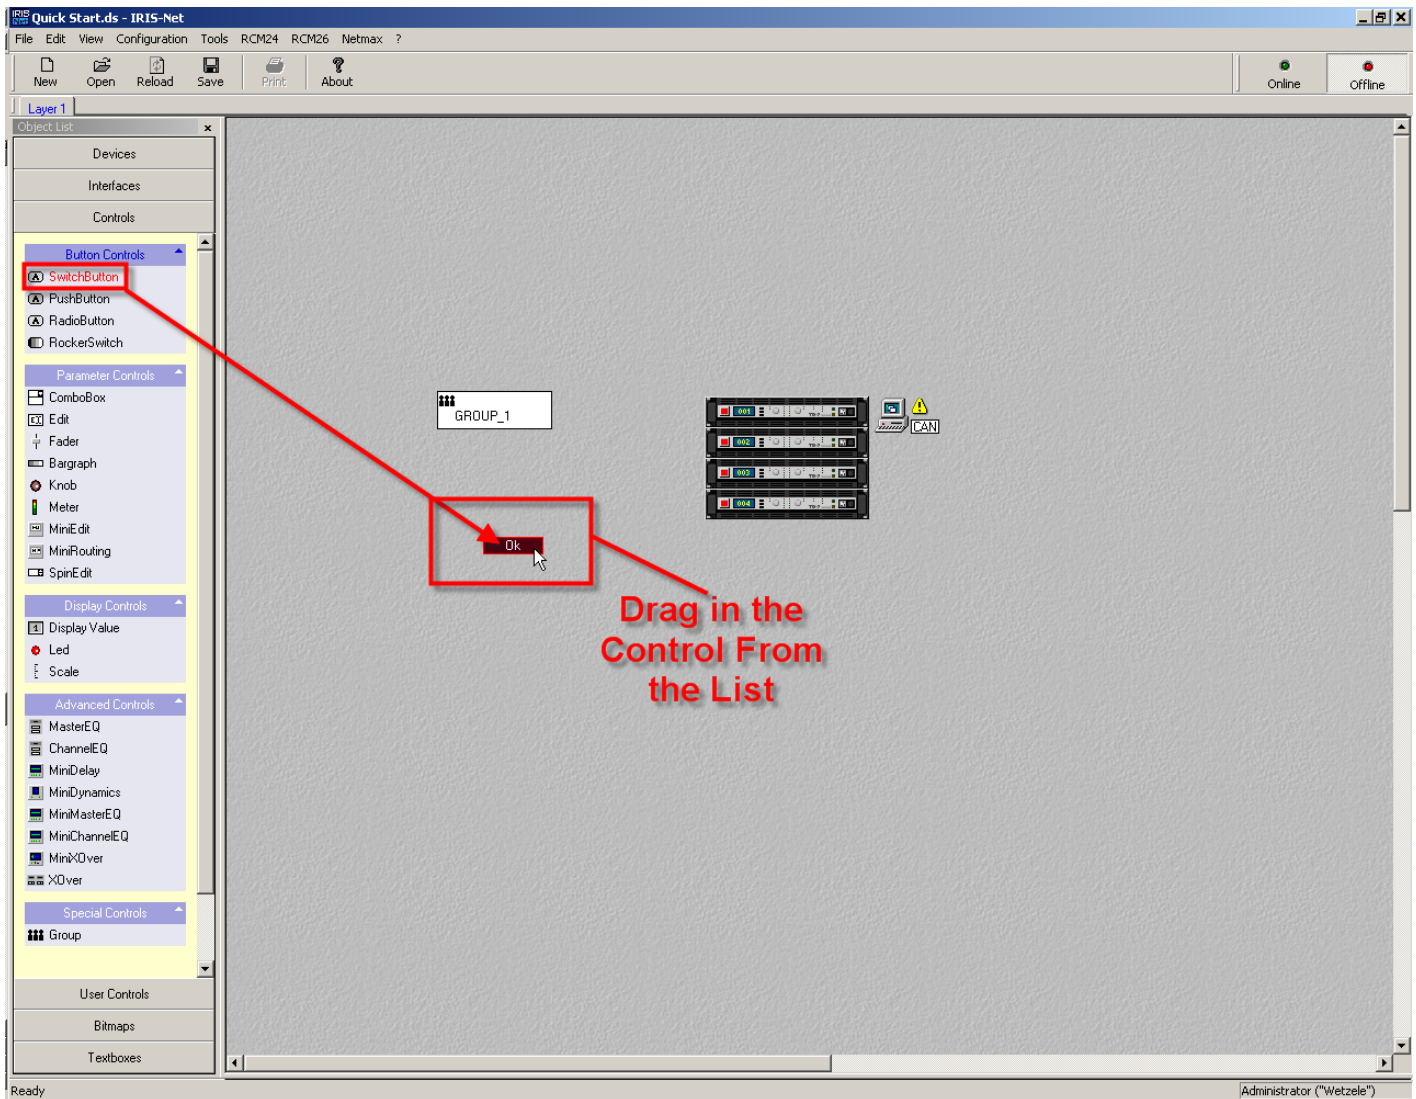 Quick Start.ds - IRIS-Net
File Edit View Configuration Tools RCM24 RCM26 Netmax ?
New Open Reload Save Print About Online Offline
Layer 1
Object List
Devices
Interfaces
Controls
Button Controls
SwitchButton
PushButton
RadioButton
RockerSwitch
Parameter Controls
ComboBox
Edit
Fader
Bargraph
Knob
Meter
MiniEdit
MiniRouting
SpinEdit
Display Controls
Display Value
Led
Scale
Advanced Controls
MasterEQ
ChannelEQ
MiniDelay
MiniDynamics
MiniMasterEQ
MiniChannelEQ
MiniXOver
XOver
Special Controls
Group
User Controls
Bitmaps
Textboxes
GROUP_1
001
002
003
004
CAN
Ok
Drag in the
Control From
the List
Ready
Administrator ("Wetzele")